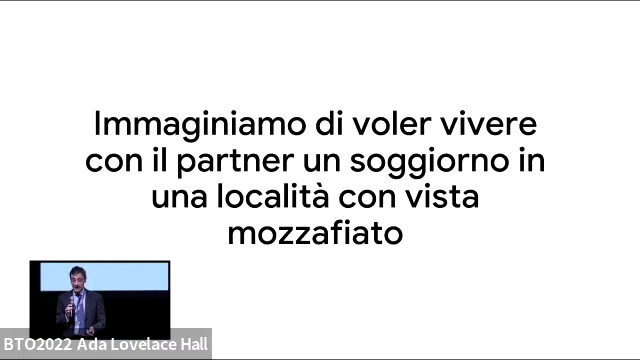 Immaginiamo di voler vivere
con il partner un soggiorno in
una località con vista
mozzafiato
BTO2022 Ada Lovelace Hall